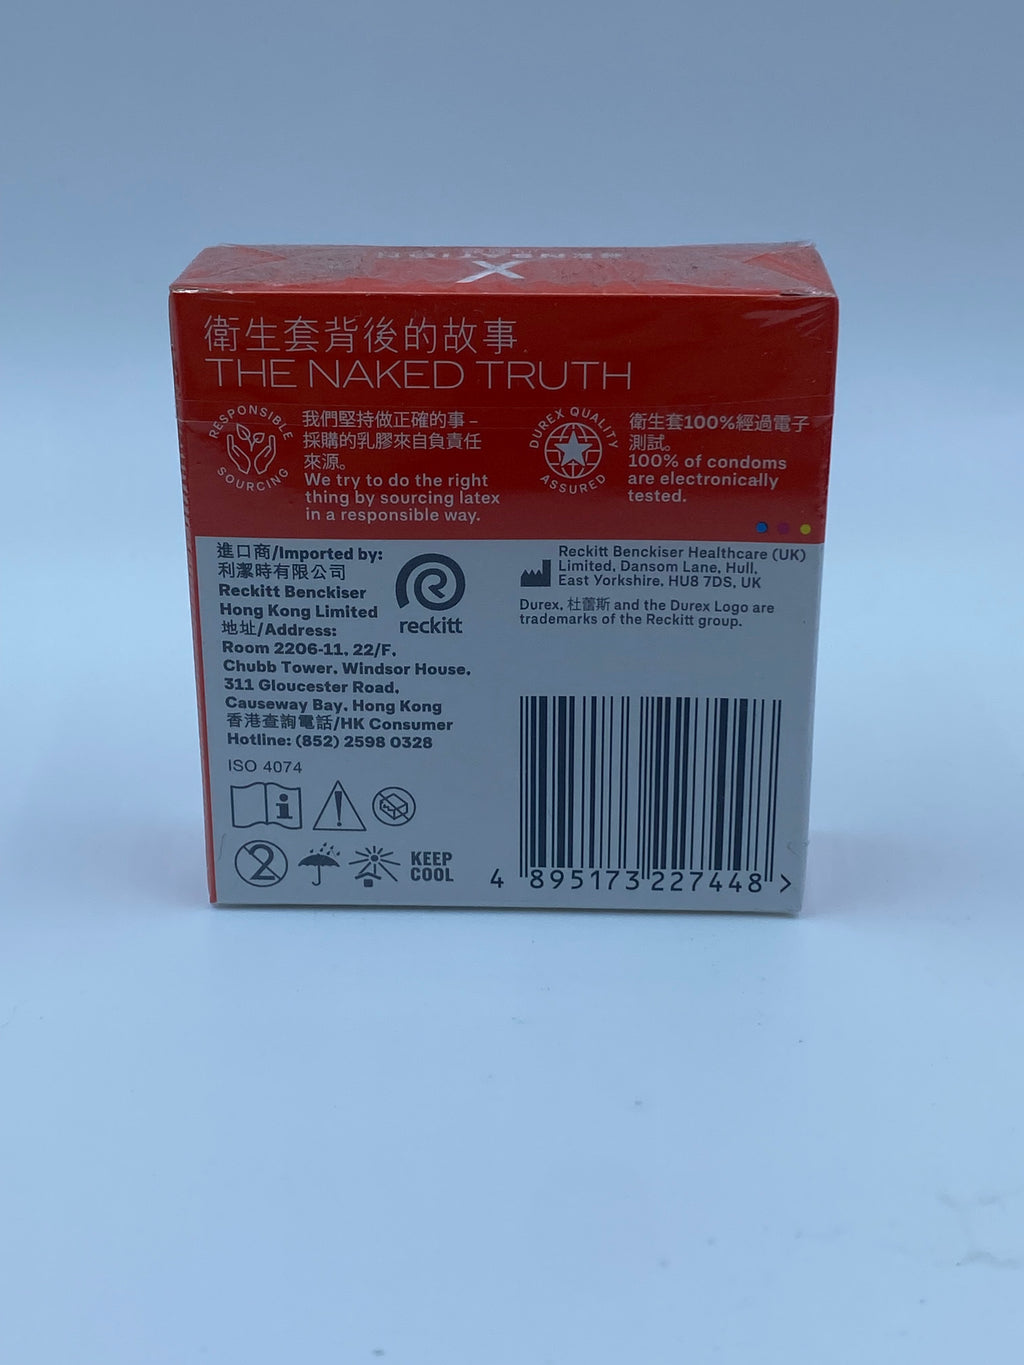 SENSATION
X
衛生套背後的故事
THE NAKED TRUTH
RESPONSIBLE
SOURCING
我們堅持做正確的事 –
採購的乳膠來自負責任
來源。
We try to do the right
thing by sourcing latex
in a responsible way.
DUREX QUALITY
ASSURED
衛生套100%經過電子
測試。
100% of condoms
are electronically
tested.
進口商/Imported by:
利潔時有限公司
Reckitt Benckiser
Hong Kong Limited
地址/Address:
Room 2206-11, 22/F,
Chubb Tower, Windsor House,
311 Gloucester Road,
Causeway Bay, Hong Kong
香港查詢電話/HK Consumer
Hotline: (852) 2598 0328
reckitt
ISO 4074
2
KEEP
COOL
Reckitt Benckiser Healthcare (UK)
Limited, Dansom Lane, Hull,
East Yorkshire, HU8 7DS, UK
Durex, 杜蕾斯 and the Durex Logo are
trademarks of the Reckitt group.
4 895173 227448 >